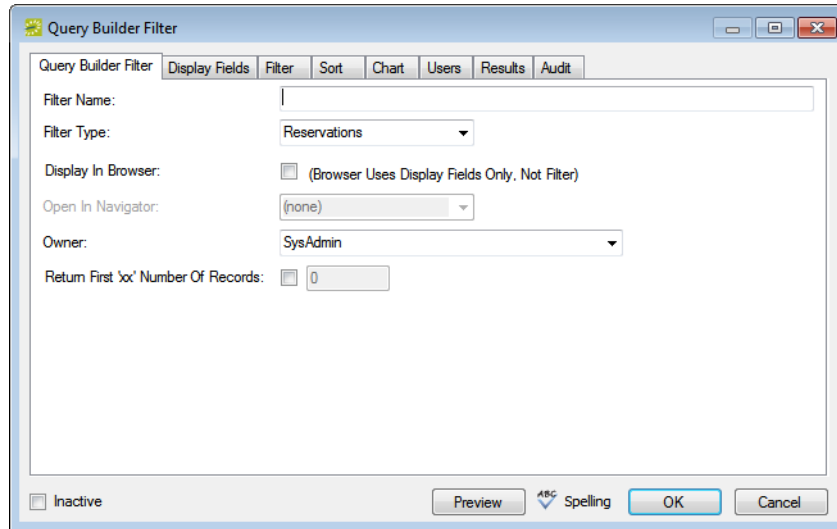 Query Builder Filter
Query Builder Filter Display Fields Filter Sort Chart Users Results Audit
Filter Name:
Filter Type: Reservations
Display In Browser: (Browser Uses Display Fields Only, Not Filter)
Open In Navigator: (none)
Owner: SysAdmin
Return First 'xx' Number Of Records: 0
Inactive Preview ABC Spelling OK Cancel